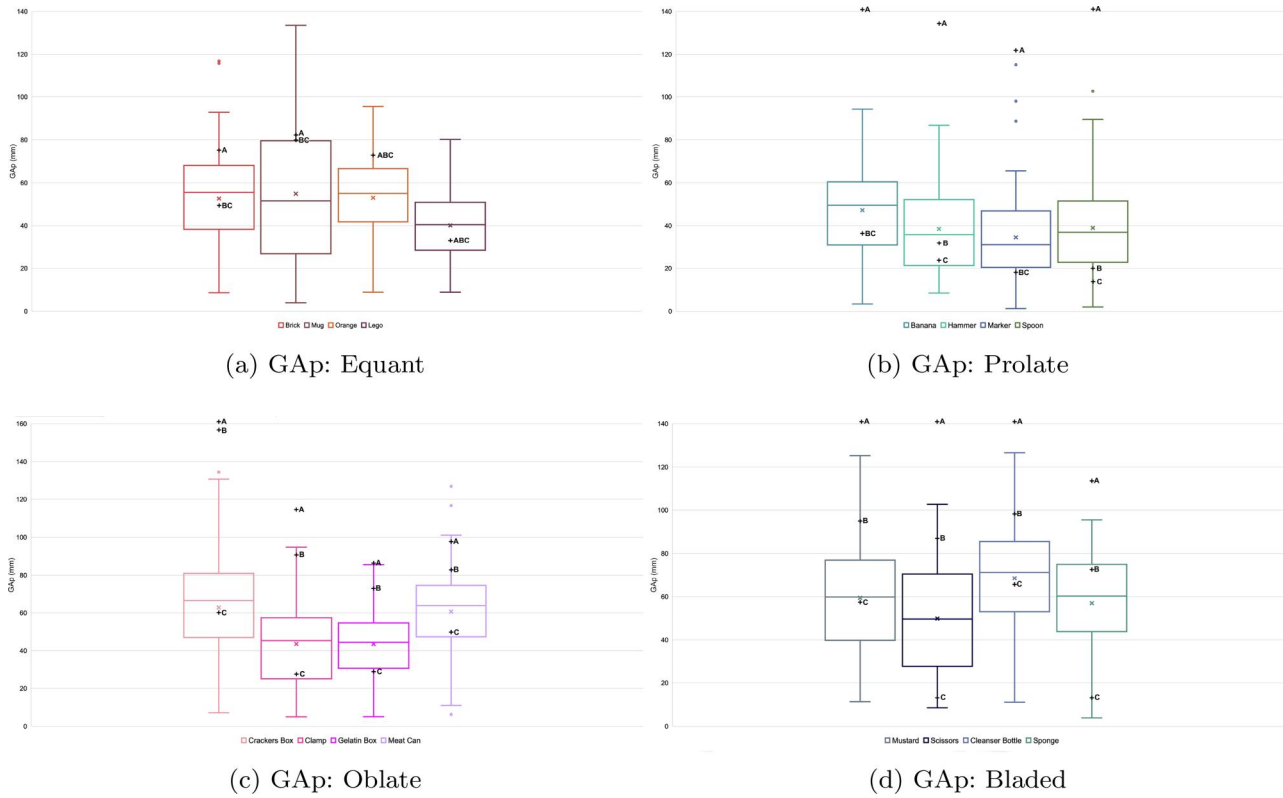 140
120
100
80
60
40
20
0
GAp (mm)
+A
+BC
+A
+BC
+ABC
+ABC
Brick Mug Orange Lego
(a) GAp: Equant
140
120
100
80
60
40
20
0
GAp (mm)
+A
+BC
+A
+B
+C
+A
+BC
+A
+B
+C
Banana Hammer Marker Spoon
(b) GAp: Prolate
160
140
120
100
80
60
40
20
0
GAp (mm)
+A
+B
+C
+A
+B
+C
+A
+B
+C
+A
+B
+C
Crackers Box Clamp Gelatin Box Meat Can
(c) GAp: Oblate
140
120
100
80
60
40
20
0
GAp (mm)
+A
+B
+C
+A
+B
+C
+A
+B
+C
+A
+B
+C
Mustard Scissors Cleanser Bottle Sponge
(d) GAp: Bladed